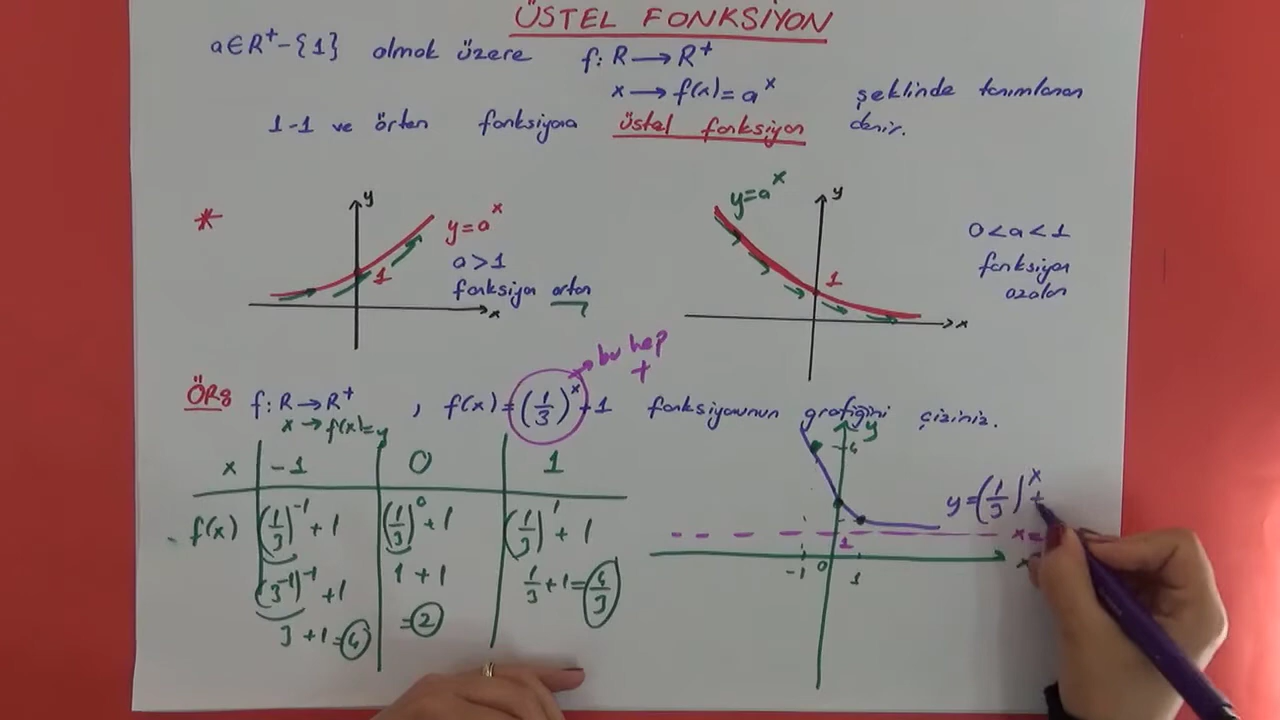 ÜSTEL FONKSİYON
a∈R⁺-{1} olmak üzere f: R→R⁺
x→f(x)=aˣ şeklinde tanımlanan
1-1 ve örten fonksiyona üstel fonksiyon denir.
* y
y=aˣ
a>1
fonksiyon artan
1
x
y=aˣ
y
1
x
0<a<1
fonksiyon
azalan
bu hep
+
ÖRS f: R→R⁺, f(x)=(1/3)ˣ+1 fonksiyonunun grafiğini çiziniz.
x→f(x)=y
x -1 0 1
f(x) (1/3)⁻¹+1 (1/3)⁰+1 (1/3)¹+1
(3⁻¹)⁻¹+1 1+1 1/3+1=4/3
3+1=4 =2
y
4
y=(1/3)ˣ+
1
x=
-1 0 1
x